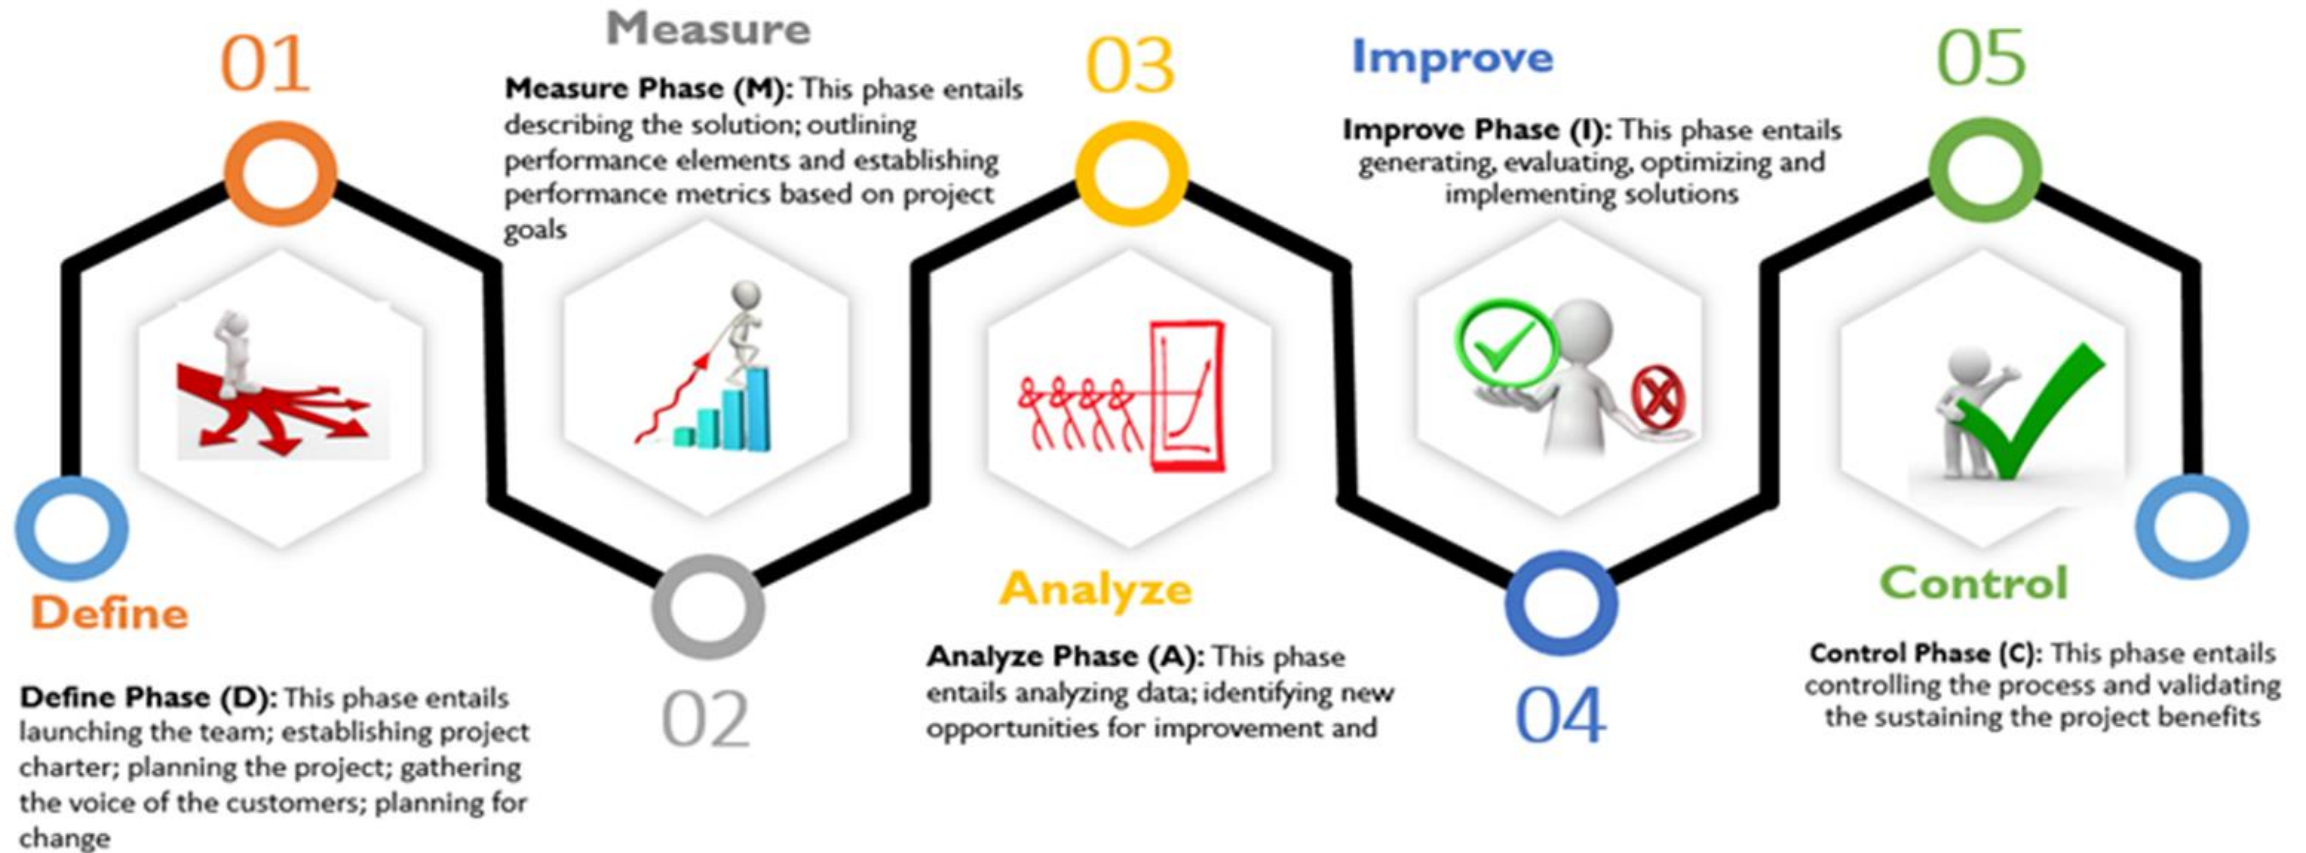 01
Define
Define Phase (D): This phase entails
launching the team; establishing project
charter; planning the project; gathering
the voice of the customers; planning for
change
Measure
Measure Phase (M): This phase entails
describing the solution; outlining
performance elements and establishing
performance metrics based on project
goals
02
03
Analyze
Analyze Phase (A): This phase
entails analyzing data; identifying new
opportunities for improvement and
Improve
Improve Phase (I): This phase entails
generating, evaluating, optimizing and
implementing solutions
04
05
Control
Control Phase (C): This phase entails
controlling the process and validating
the sustaining the project benefits